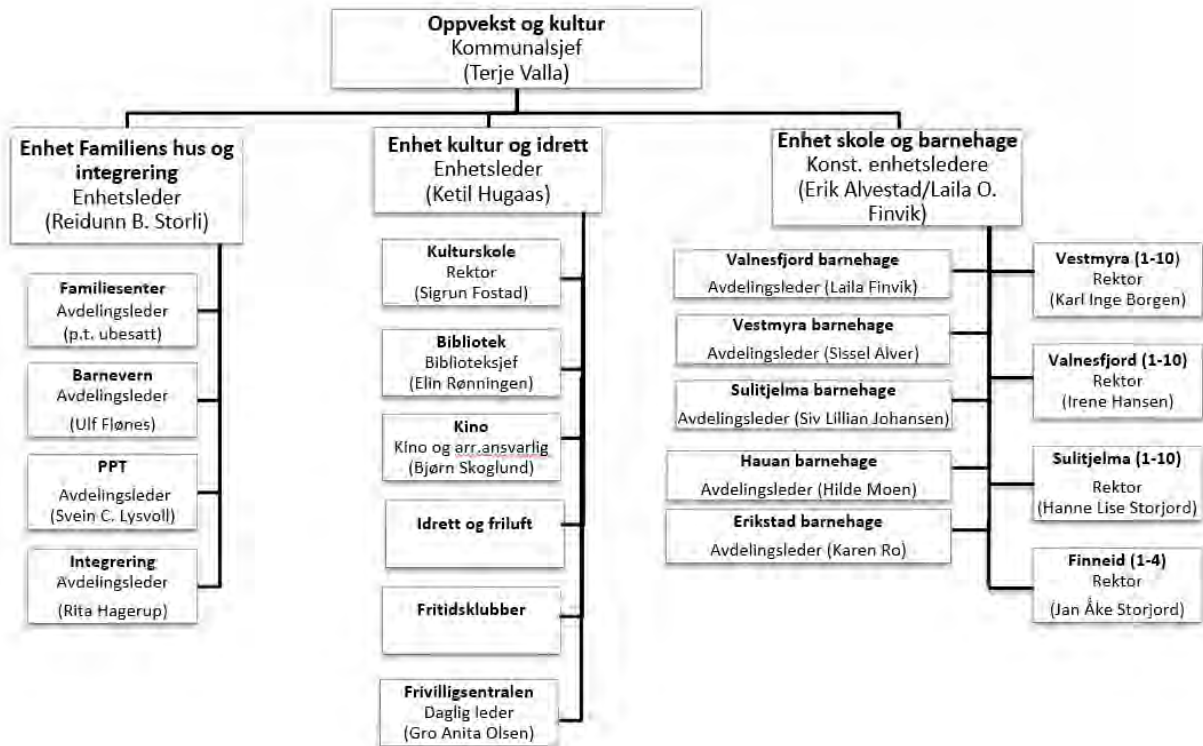 Oppvekst og kultur
Kommunalsjef
(Terje Valla)
Enhet Familiens hus og
integrering
Enhetsleder
(Reidunn B. Storli)
Familiesenter
Avdelingsleder
(p.t. ubesatt)
Barnevern
Avdelingsleder
(Ulf Flønes)
PPT
Avdelingsleder
(Svein C. Lysvoll)
Integrering
Avdelingsleder
(Rita Hagerup)
Enhet kultur og idrett
Enhetsleder
(Ketil Hugaas)
Kulturskole
Rektor
(Sigrun Fostad)
Bibliotek
Biblioteksjef
(Elin Rønningen)
Kino
Kino og arr.ansvarlig
(Bjørn Skoglund)
Idrett og friluft
Fritidsklubber
Frivilligsentralen
Daglig leder
(Gro Anita Olsen)
Enhet skole og barnehage
Konst. enhetsledere
(Erik Alvestad/Laila O.
Finvik)
Valnesfjord barnehage
Avdelingsleder (Laila Finvik)
Vestmyra barnehage
Avdelingsleder (Sissel Alver)
Sulitjelma barnehage
Avdelingsleder (Siv Lillian Johansen)
Hauan barnehage
Avdelingsleder (Hilde Moen)
Erikstad barnehage
Avdelingsleder (Karen Ro)
Vestmyra (1-10)
Rektor
(Karl Inge Borgen)
Valnesfjord (1-10)
Rektor
(Irene Hansen)
Sulitjelma (1-10)
Rektor
(Hanne Lise Storjord)
Finneid (1-4)
Rektor
(Jan Åke Storjord)